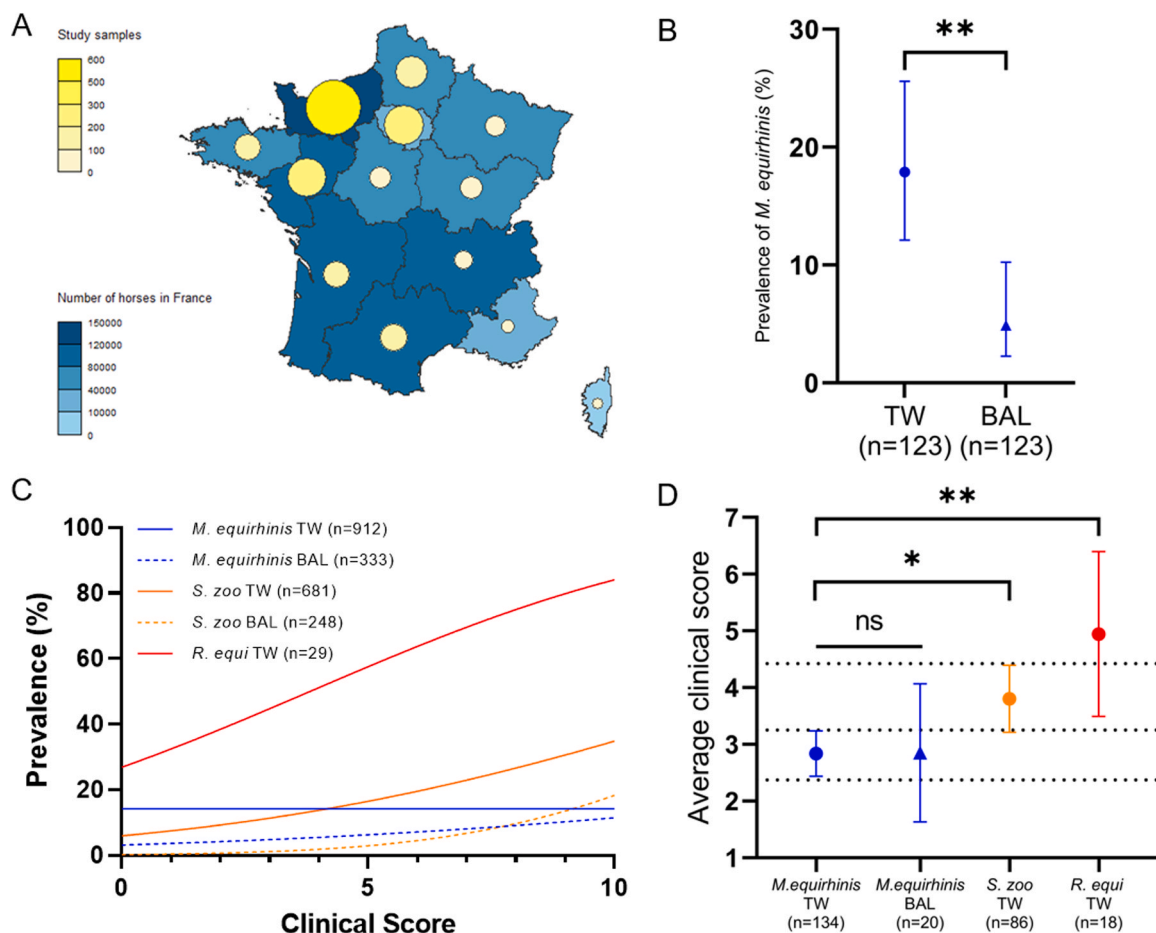 A
Study samples
600
500
300
200
100
0
Number of horses in France
150000
120000
80000
40000
10000
0
B
Prevalence of M. equirhinis (%)
30
20
10
0
**
TW
(n=123)
BAL
(n=123)
C
Prevalence (%)
100
80
60
40
20
0
M. equirhinis TW (n=912)
M. equirhinis BAL (n=333)
S. zoo TW (n=681)
S. zoo BAL (n=248)
R. equi TW (n=29)
0
5
10
Clinical Score
D
Average clinical score
7
6
5
4
3
2
1
**
*
ns
M.equirhinis
TW
(n=134)
M.equirhinis
BAL
(n=20)
S. zoo
TW
(n=86)
R. equi
TW
(n=18)